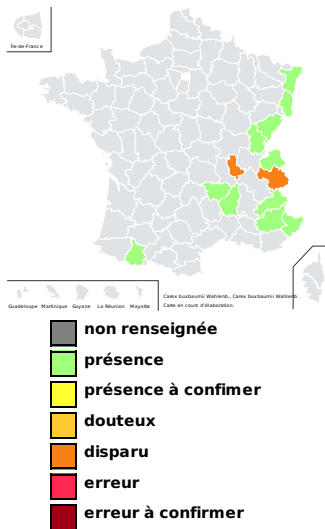 Île-de-France
Guadeloupe Martinique Guyane La Réunion Mayotte
Carex buxbaumii Wahlenb., Carex buxbaumii Wahlenb.
Carte en cours d'élaboration.
non renseignée
présence
présence à confimer
douteux
disparu
erreur
erreur à confirmer